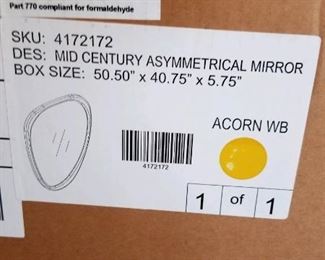 Part 770 compliant for formaldehyde
SKU: 4172172
DES: MID CENTURY ASYMMETRICAL MIRROR
BOX SIZE: 50.50" x 40.75" x 5.75"
ACORN WB
4172172
1 of 1